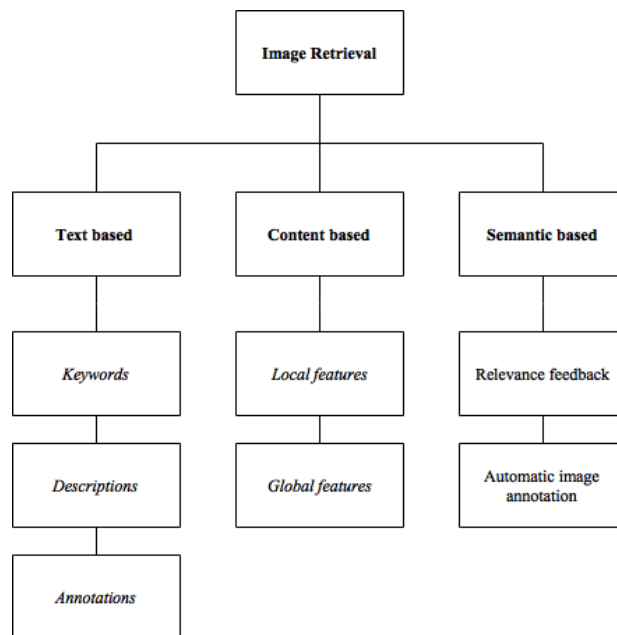 Image Retrieval
Text based
Content based
Semantic based
Keywords
Local features
Relevance feedback
Descriptions
Global features
Automatic image
annotation
Annotations